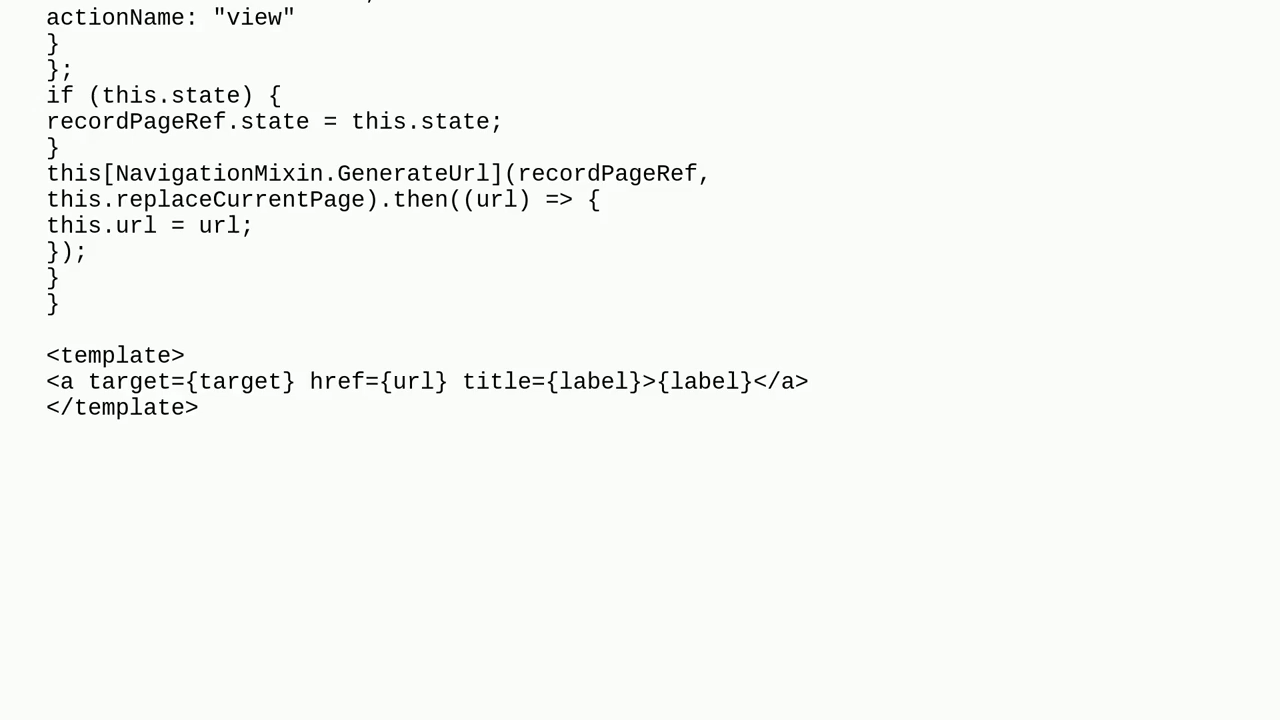 actionName: "view"
}
};
if (this.state) {
recordPageRef.state = this.state;
}
this[NavigationMixin.GenerateUrl](recordPageRef,
this.replaceCurrentPage).then((url) => {
this.url = url;
});
}
}

<template>
<a target={target} href={url} title={label}>{label}</a>
</template>